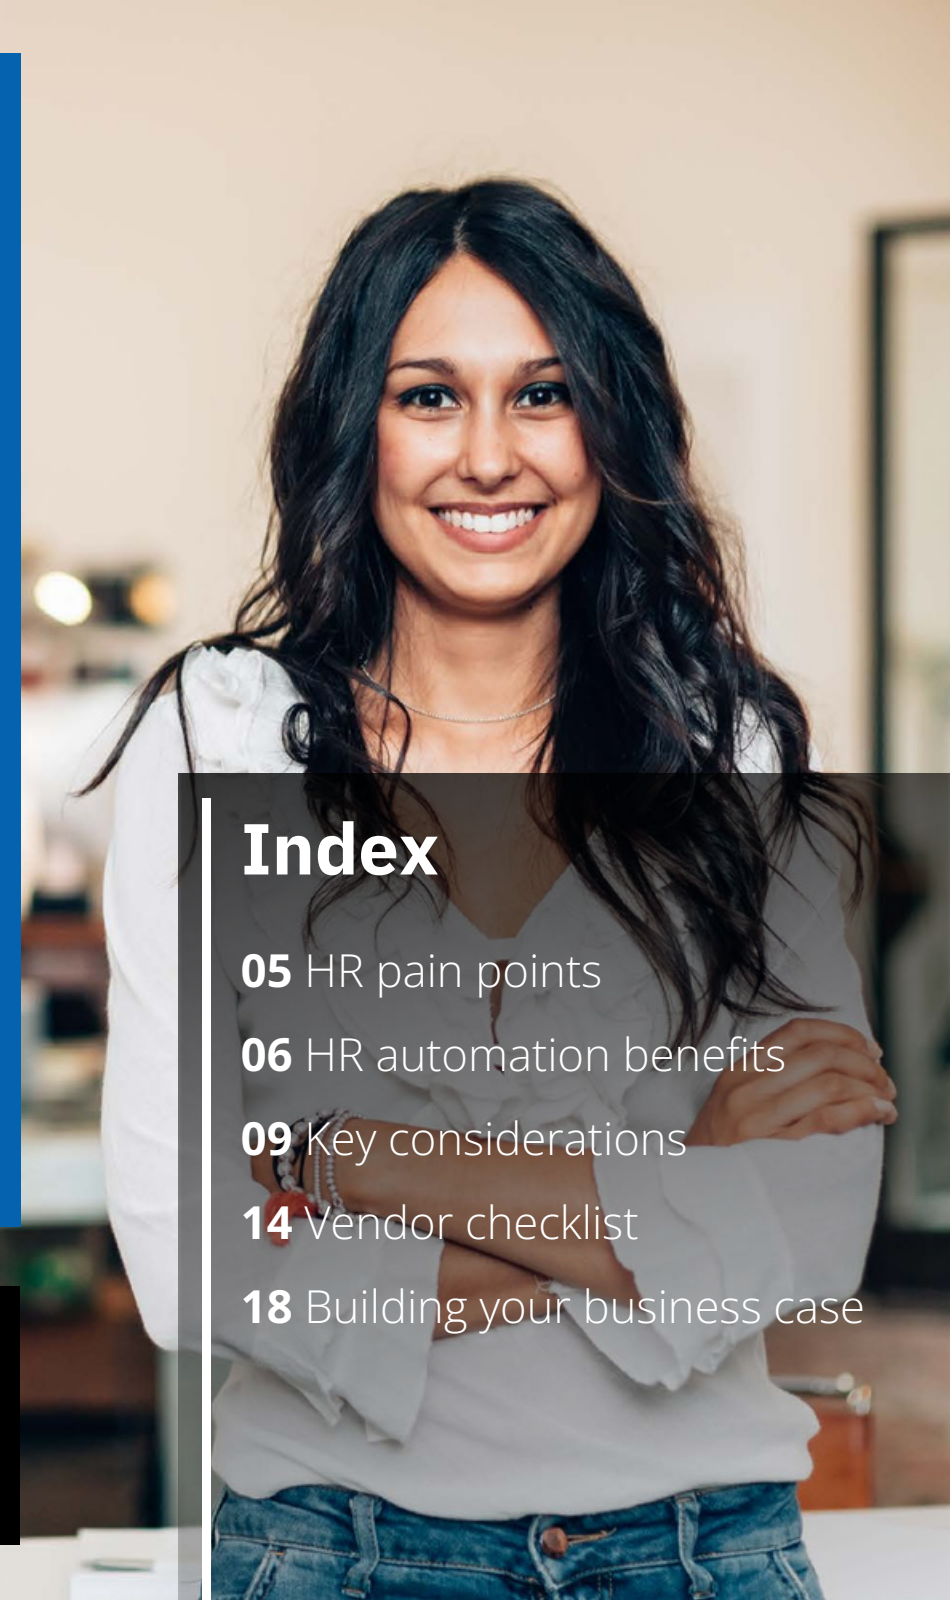 Index
05 HR pain points
06 HR automation benefits
09 Key considerations
14 Vendor checklist
18 Building your business case